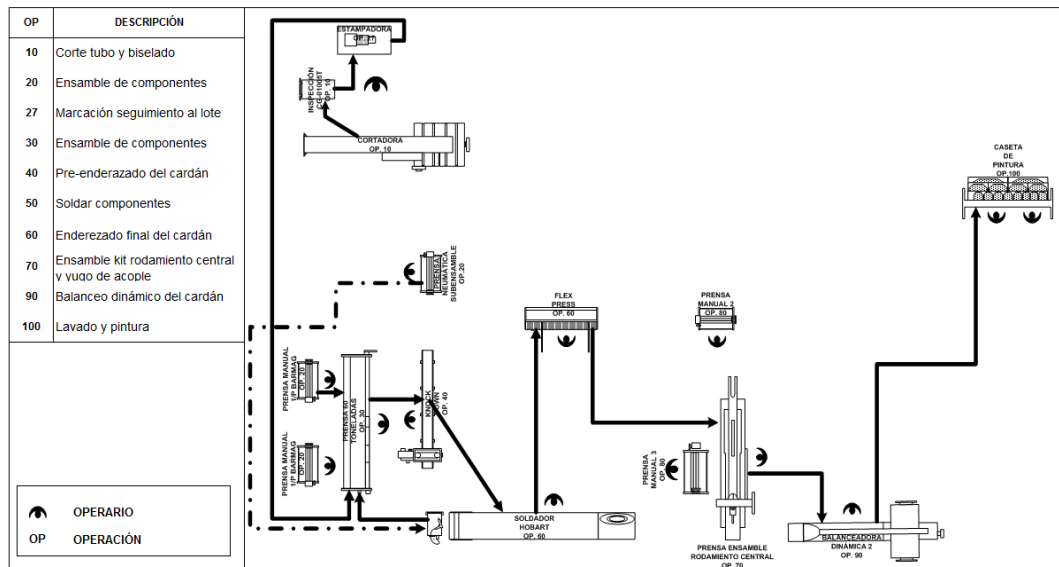 OP DESCRIPCIÓN
10 Corte tubo y biselado
20 Ensamble de componentes
27 Marcación seguimiento al lote
30 Ensamble de componentes
40 Pre-enderazado del cardán
50 Soldar componentes
60 Enderezado final del cardán
70 Ensamble kit rodamiento central
y yugo de acople
90 Balanceo dinámico del cardán
100 Lavado y pintura
OPERARIO
OP OPERACIÓN
ESTAMPADORA
OP. 27
INSPECCIÓN
CG-01005T
OP. 10
CORTADORA
OP. 10
PRENSA
NEUMATICA
SUBENSAMBLE
OP.20
PRENSA MANUAL
1/P BARMAG
OP. 20
PRENSA MANUAL
1/P BARMAG
OP. 20
PRENSA 60
TONELADAS
OP. 30
KNOCK
DOWN
OP. 40
SOLDADOR
HOBART
OP. 60
FLEX
PRESS
OP. 60
PRENSA
MANUAL 2
OP. 80
PRENSA
MANUAL 3
OP. 80
PRENSA ENSAMBLE
RODAMIENTO CENTRAL
OP. 70
BALANCEADORA
DINÁMICA 2
OP. 90
CASETA
DE
PINTURA
OP.100